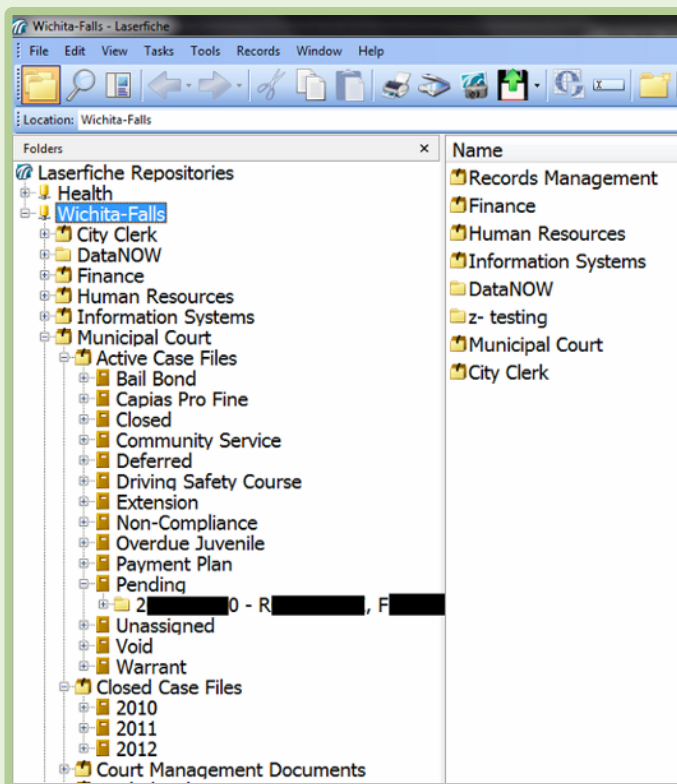 Wichita-Falls - Laserfiche
File Edit View Tasks Tools Records Window Help
Location: Wichita-Falls
Folders ×
Laserfiche Repositories
Health
Wichita-Falls
City Clerk
DataNOW
Finance
Human Resources
Information Systems
Municipal Court
Active Case Files
Bail Bond
Capias Pro Fine
Closed
Community Service
Deferred
Driving Safety Course
Extension
Non-Compliance
Overdue Juvenile
Payment Plan
Pending
2 0 - R , F
Unassigned
Void
Warrant
Closed Case Files
2010
2011
2012
Court Management Documents
Name
Records Management
Finance
Human Resources
Information Systems
DataNOW
z- testing
Municipal Court
City Clerk